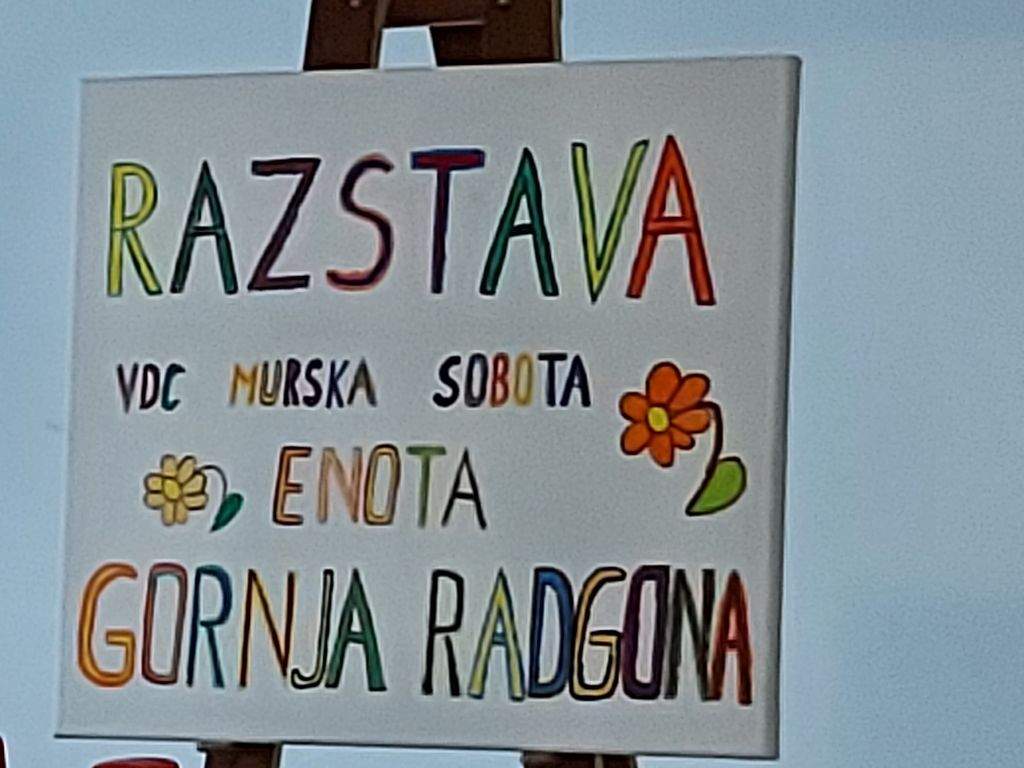 RAZSTAVA
VDC MURSKA SOBOTA
ENOTA
GORNJA RADGONA